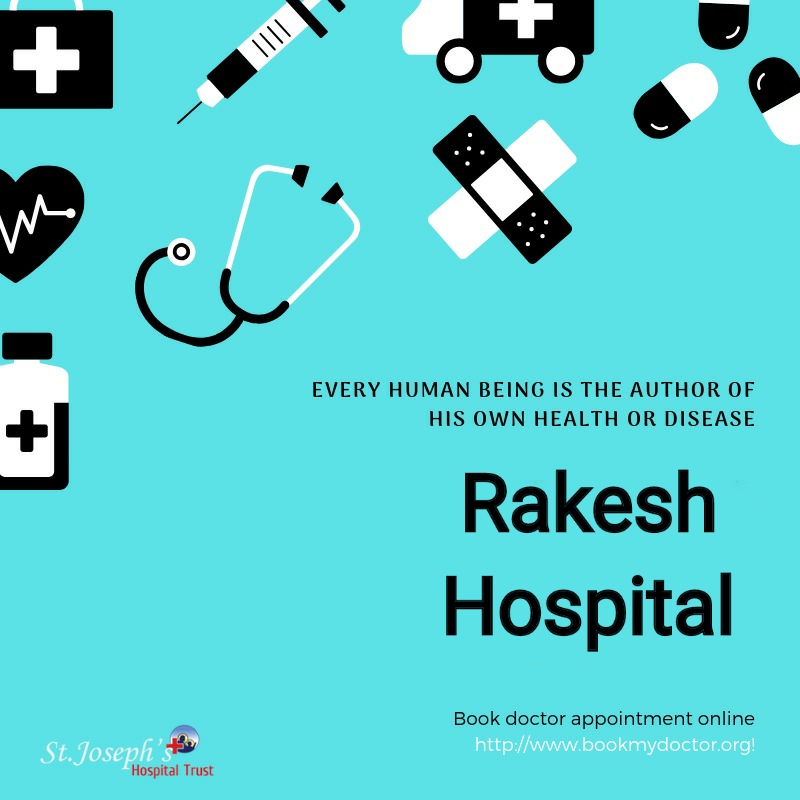 EVERY HUMAN BEING IS THE AUTHOR OF
HIS OWN HEALTH OR DISEASE
Rakesh
Hospital
Book doctor appointment online
http://www.bookmydoctor.org!
St.Joseph's
Hospital Trust